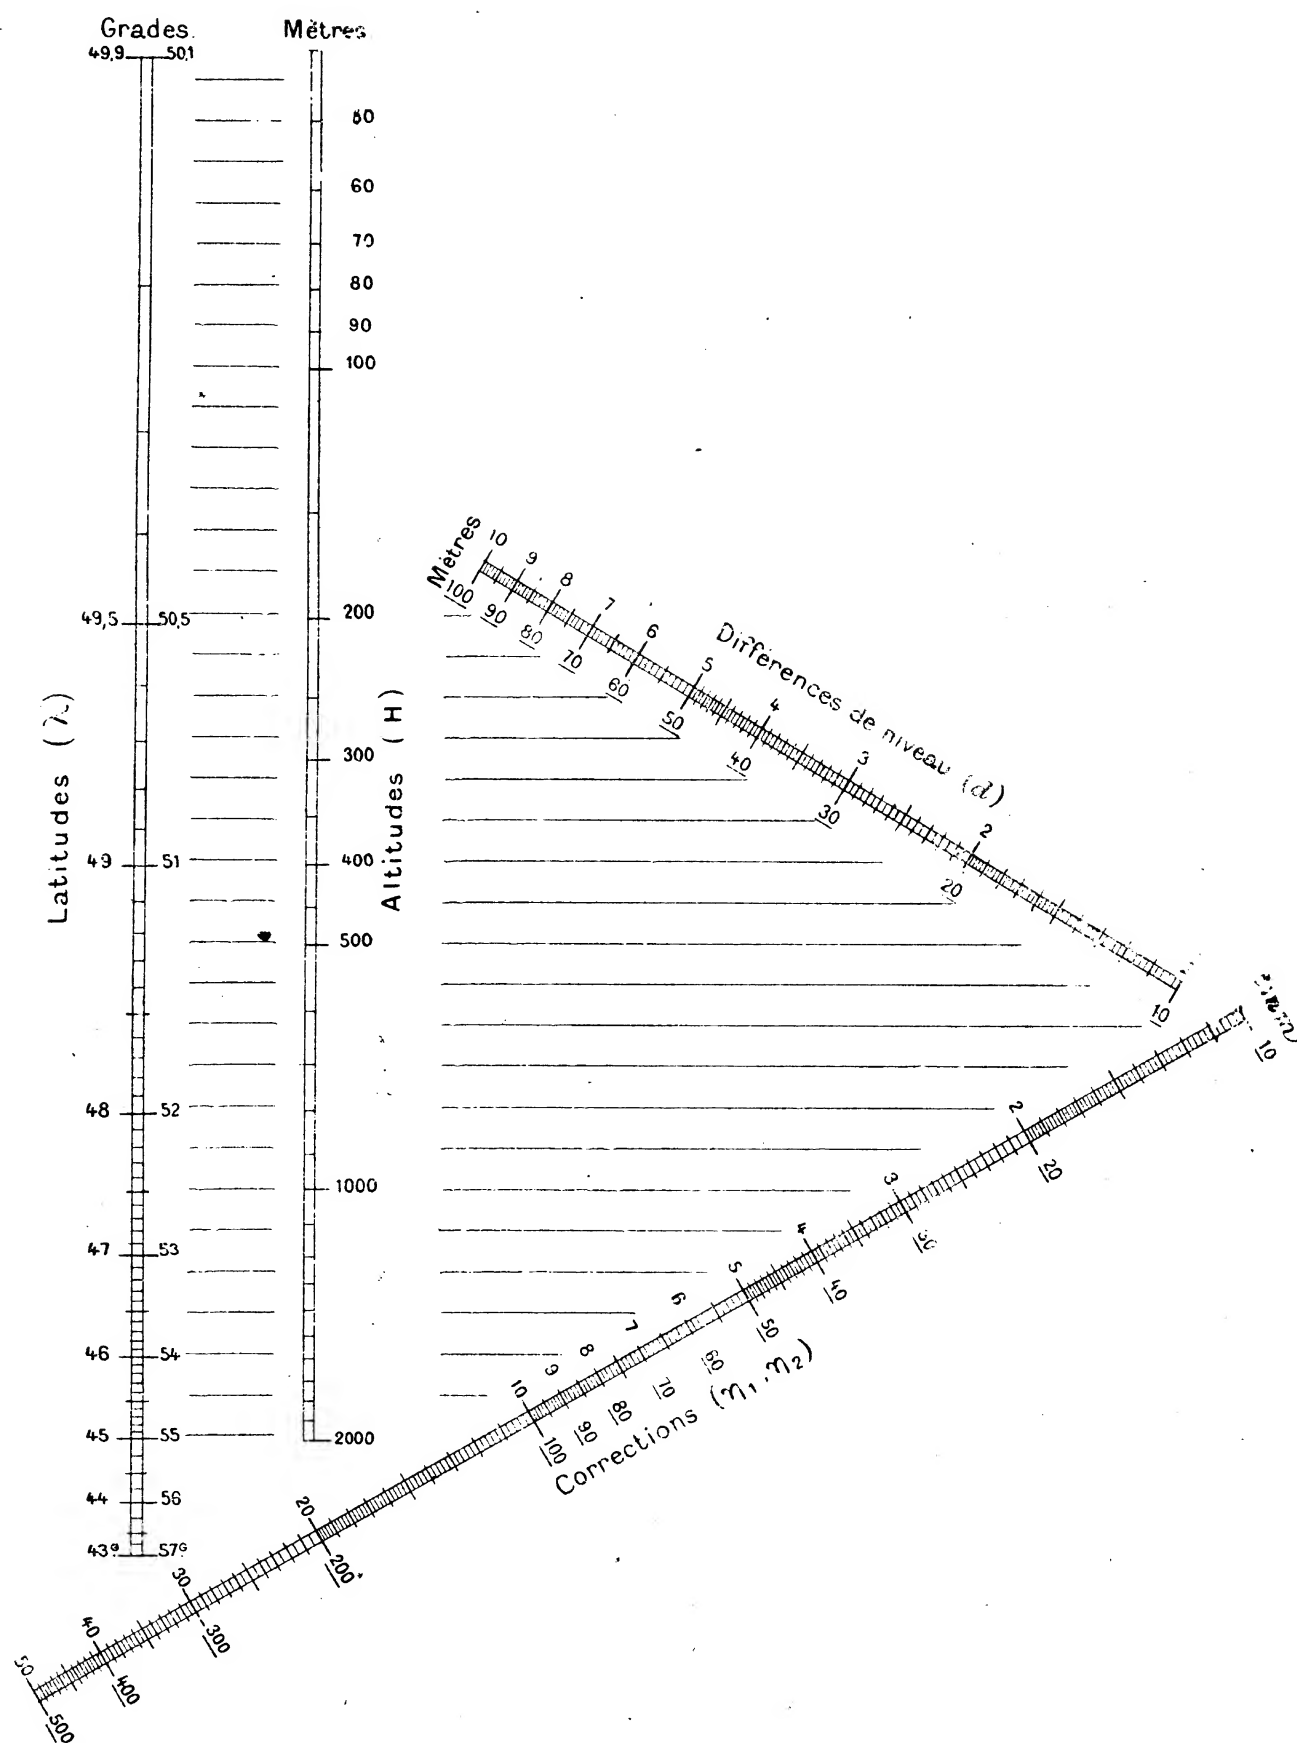 Grades.
49,9 50,1
49,5 50,5
49 51
48 52
47 53
46 54
45 55
44 56
43G 57G
Latitudes (λ)
Mètres
60
70
80
90
100
200
300
400
500
1000
2000
Altitudes (H)
Mètres
10 9 8 7 6 5 4 3 2
100 90 80 70 60 50 40 30 20 10
Différences de niveau (d)
2 3 4 5 6 7 8 9 10 20 30 40 50
10 20 40 50 60 70 80 90 100 200 300 400 500
Corrections (η1, η2)